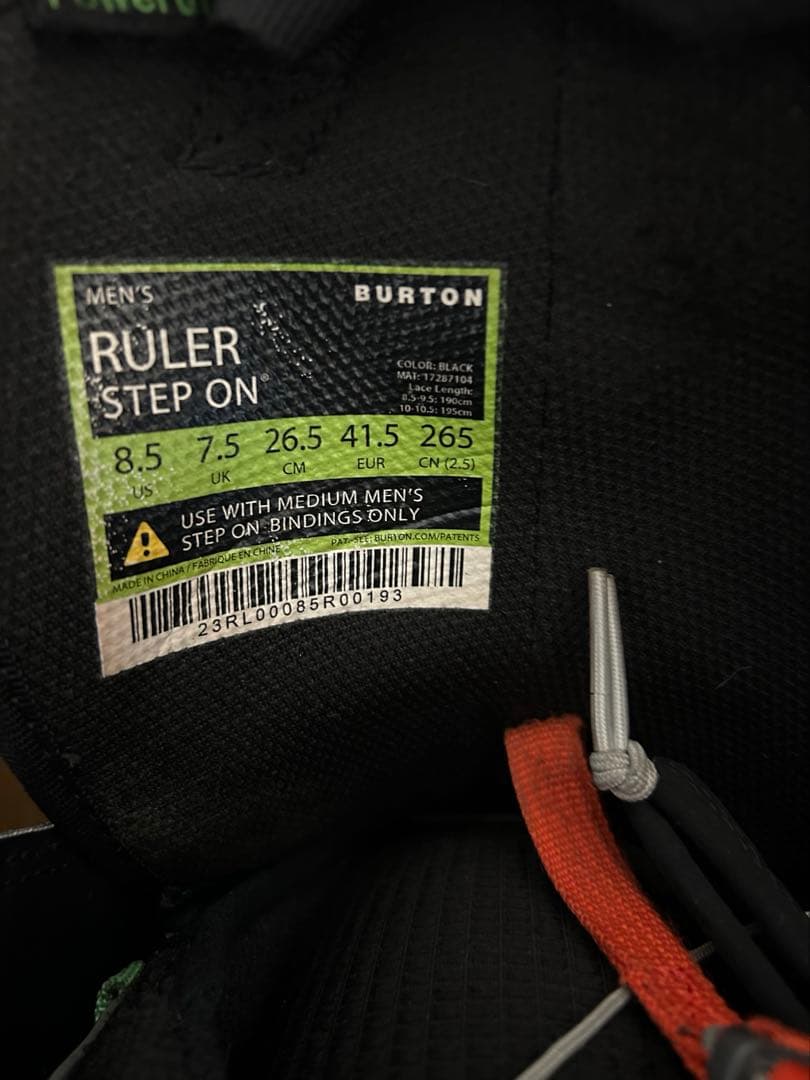 MEN'S
BURTON
RULER
STEP ON®
COLOR: BLACK
MAT: 17287104
Lace Length:
8.5-9.5: 190cm
10-10.5: 195cm
8.5 7.5 26.5 41.5 265
US UK CM EUR CN (2.5)
USE WITH MEDIUM MEN'S
STEP ON BINDINGS ONLY
MADE IN CHINA / FABRIQUE EN CHINE
PAT.-SEE: BURTON.COM/PATENTS
23RL00085R00193